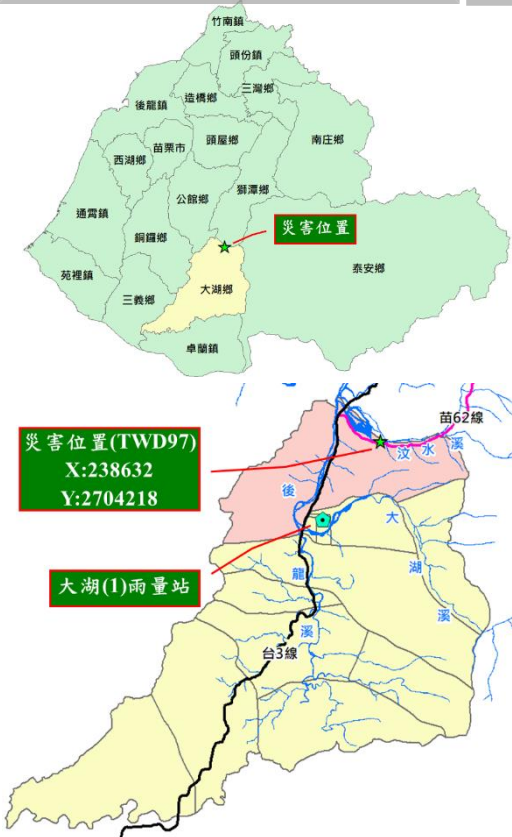 竹南鎮
頭份鎮
三灣鄉
造橋鄉
後龍鎮
南庄鄉
頭屋鄉
苗栗市
西湖鄉
獅潭鄉
公館鄉
通霄鎮
災害位置
銅鑼鄉
泰安鄉
苑裡鎮
大湖鄉
三義鄉
卓蘭鎮
苗62線
災害位置(TWD97)
X:238632
Y:2704218
汶水溪
後龍溪
大湖溪
大湖(1)雨量站
台3線